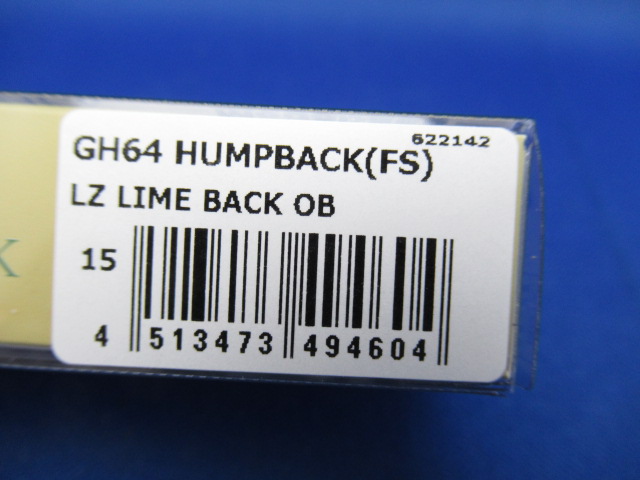 622142
GH64 HUMPBACK(FS)
LZ LIME BACK OB
15
4 513473 494604
K